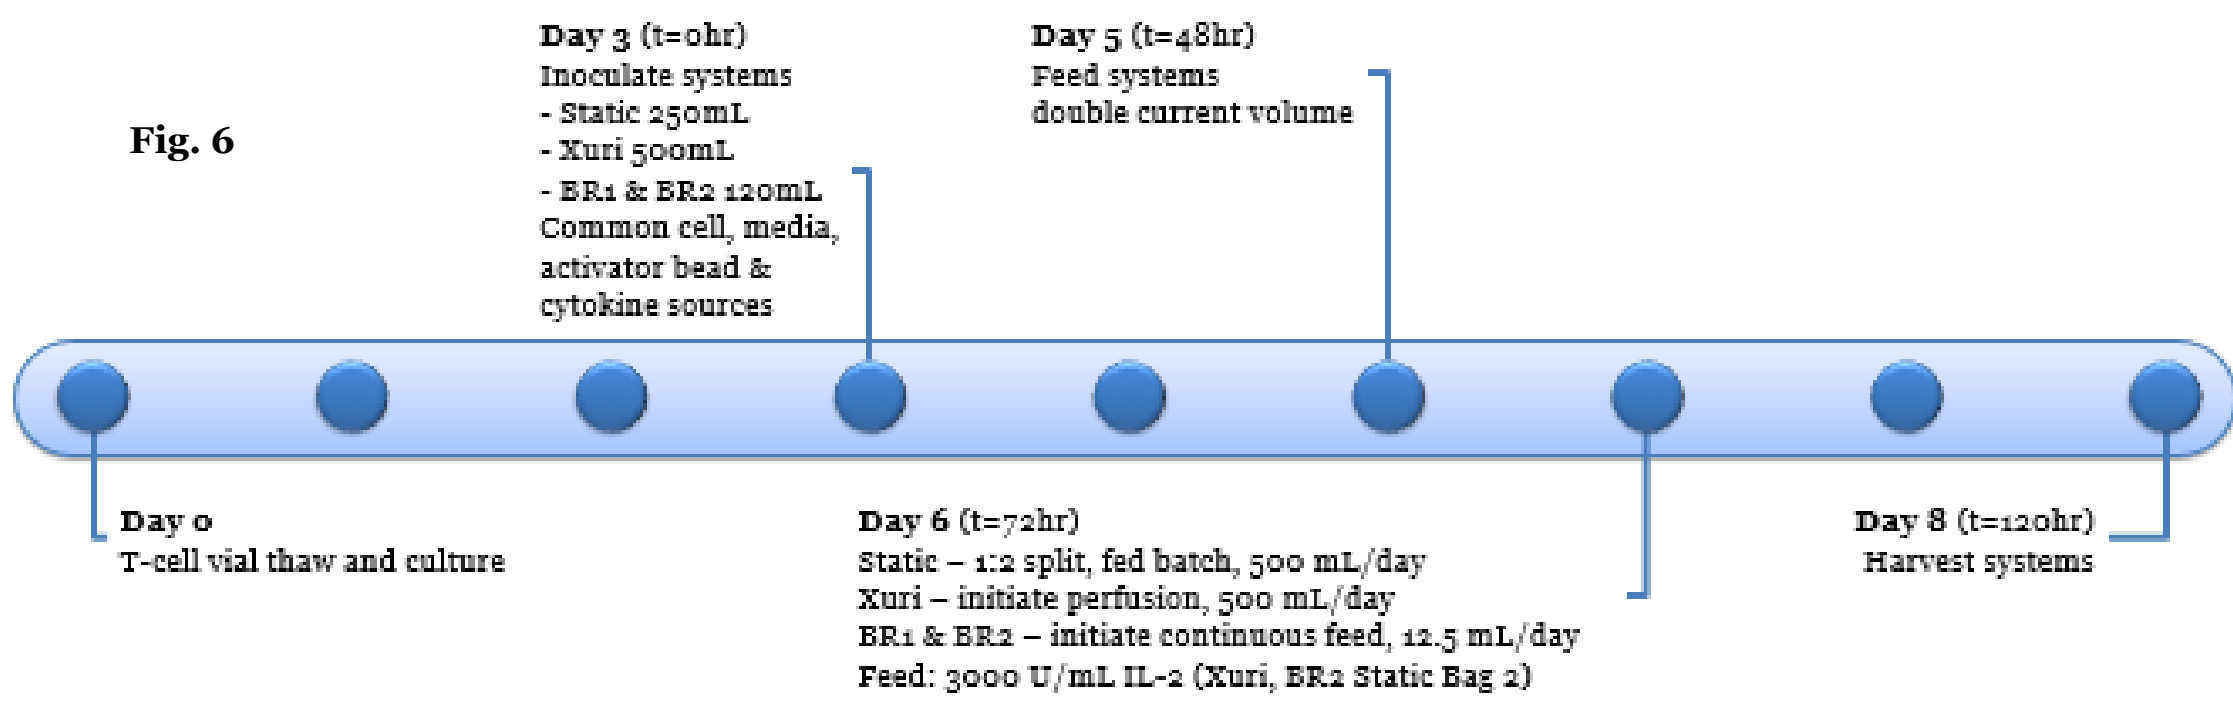 Fig. 6
Day 3 (t=0hr)
Inoculate systems
- Static 250mL
- Xuri 500mL
- BR1 & BR2 120mL
Common cell, media,
activator bead &
cytokine sources
Day 5 (t=48hr)
Feed systems
double current volume
Day 0
T-cell vial thaw and culture
Day 6 (t=72hr)
Static – 1:2 split, fed batch, 500 mL/day
Xuri – initiate perfusion, 500 mL/day
BR1 & BR2 – initiate continuous feed, 12.5 mL/day
Feed: 3000 U/mL IL-2 (Xuri, BR2 Static Bag 2)
Day 8 (t=120hr)
Harvest systems